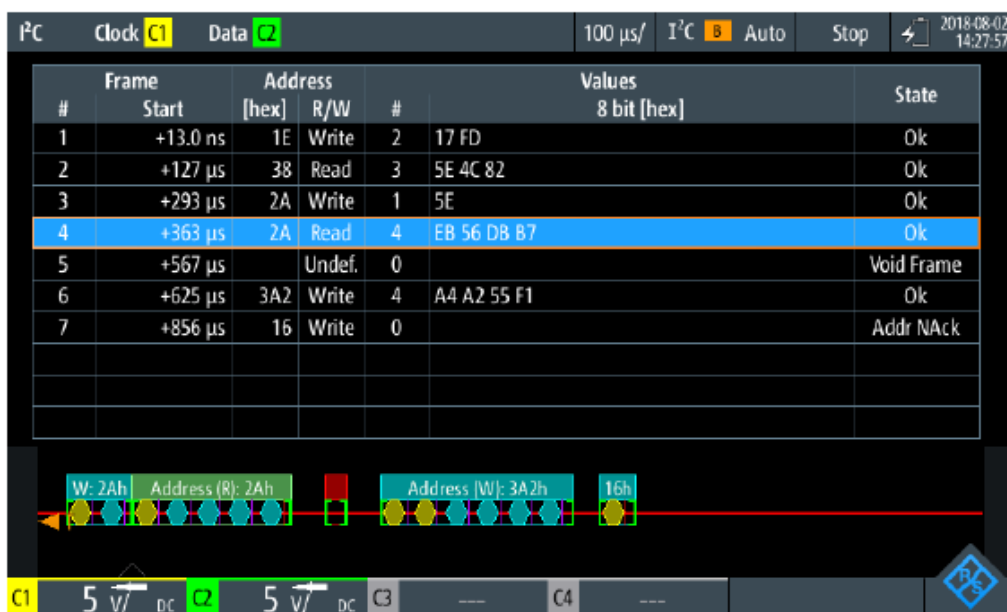 I²C Clock C1 Data C2 100 µs/ I²C B Auto Stop 2018-08-02
14:27:57
Frame Address Values State
# Start [hex] R/W # 8 bit [hex]
1 +13.0 ns 1E Write 2 17 FD Ok
2 +127 µs 38 Read 3 5E 4C 82 Ok
3 +293 µs 2A Write 1 5E Ok
4 +363 µs 2A Read 4 EB 56 DB B7 Ok
5 +567 µs Undef. 0 Void Frame
6 +625 µs 3A2 Write 4 A4 A2 55 F1 Ok
7 +856 µs 16 Write 0 Addr NAck
W: 2Ah Address (R): 2Ah Address (W): 3A2h 16h
C1 5 V/ DC C2 5 V/ DC C3 --- C4 ---
R&S